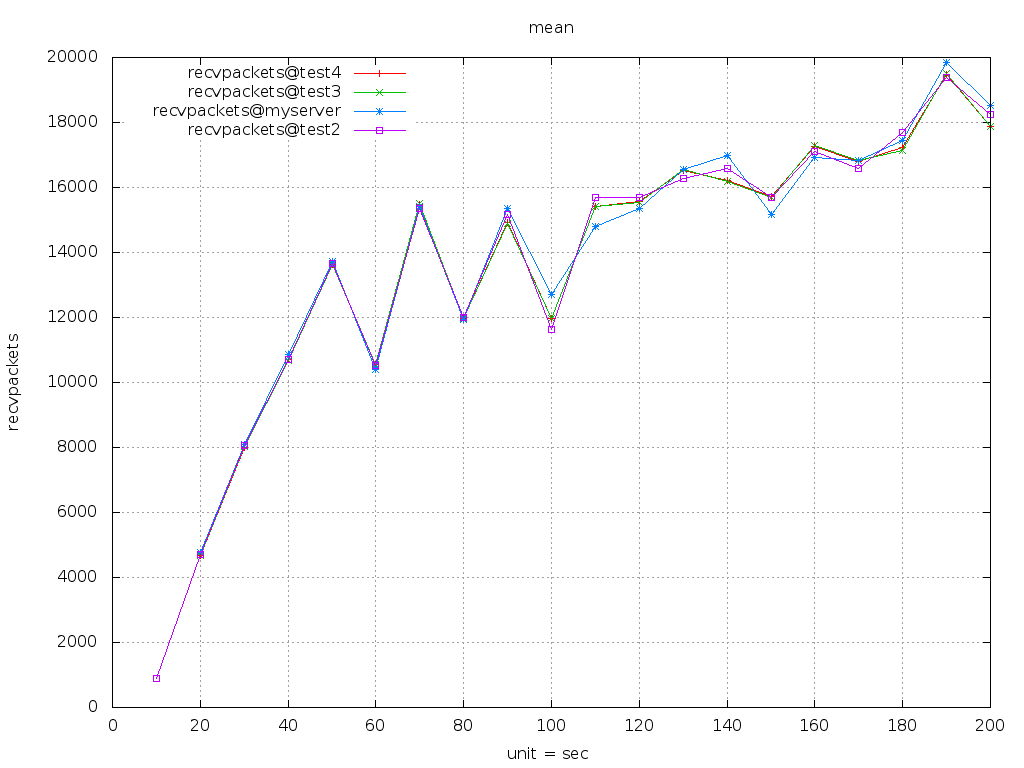 mean
20000
18000
16000
14000
12000
10000
8000
6000
4000
2000
0
recvpackets@test4
recvpackets@test3
recvpackets@myserver
recvpackets@test2
recvpackets
0 20 40 60 80 100 120 140 160 180 200
unit = sec